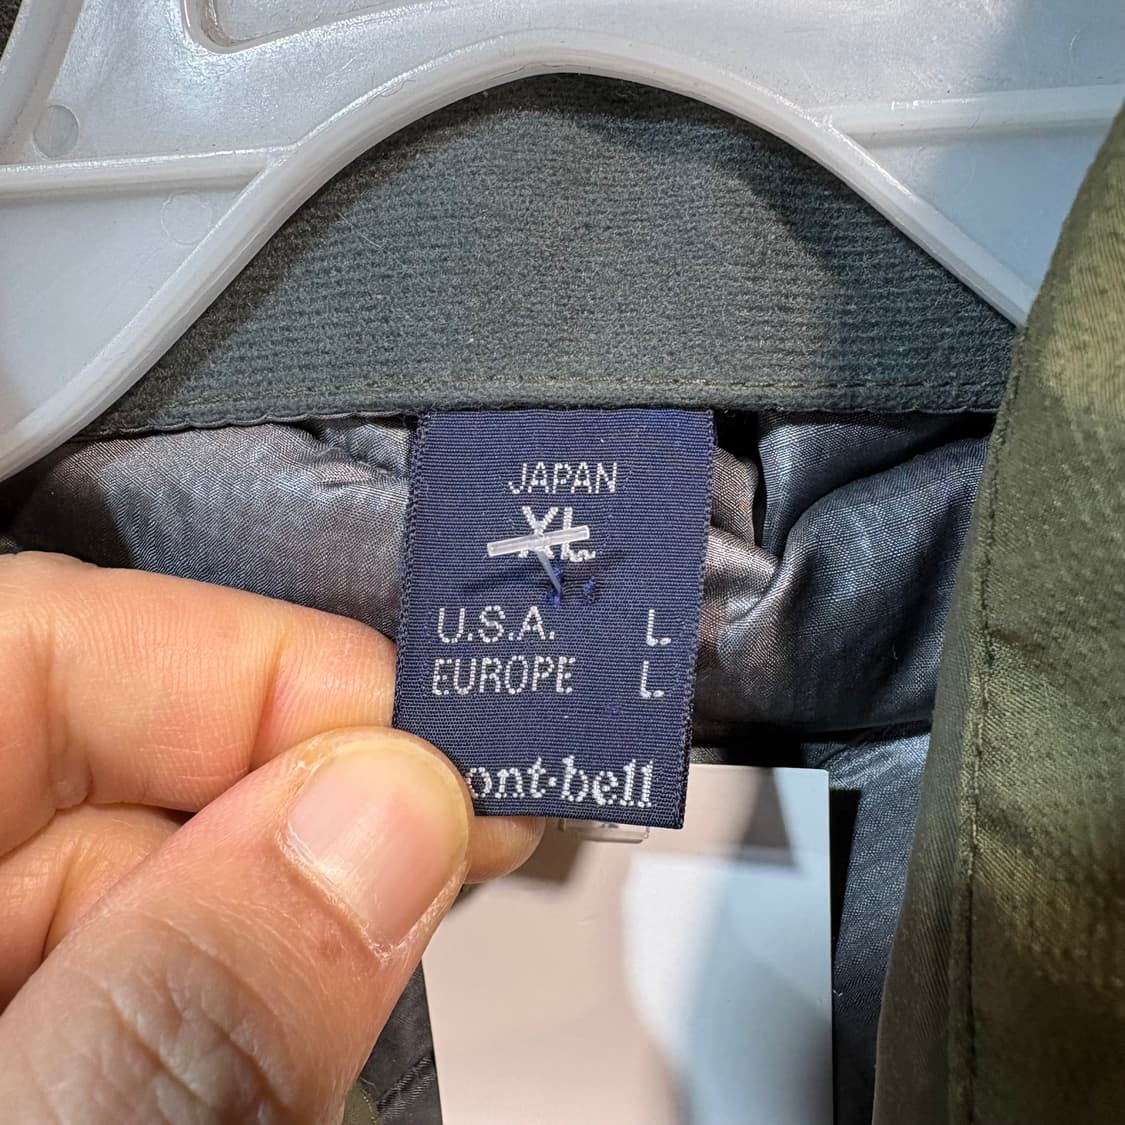 JAPAN
XL
U.S.A. L
EUROPE L
ont·bell